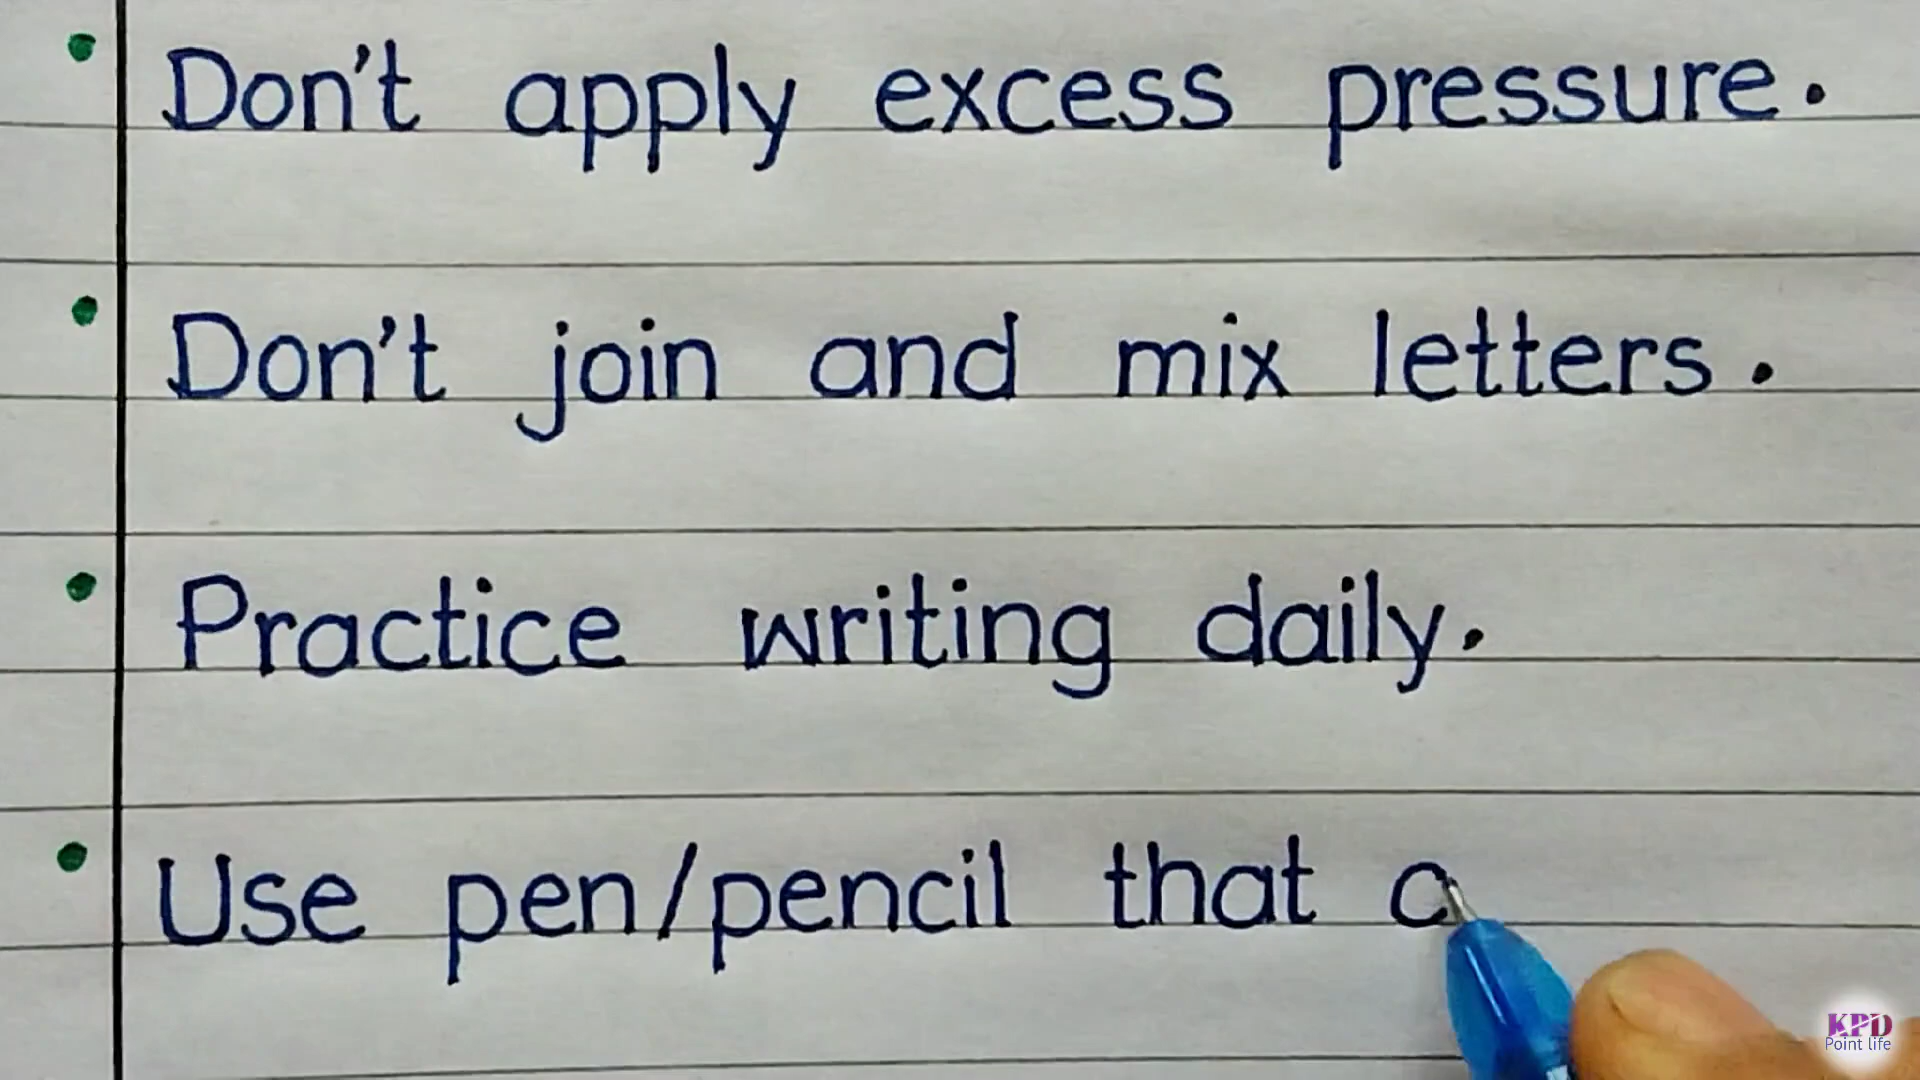 Don't apply excess pressure.
Don't join and mix letters.
Practice writing daily.
Use pen/pencil that
KPD
Point life